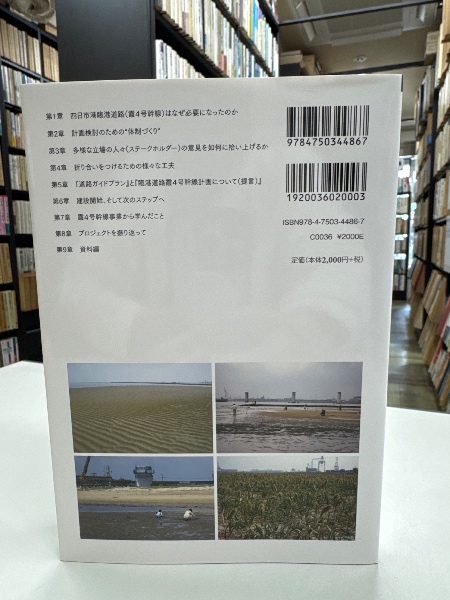 第1章 四日市港臨港道路(霞4号幹線)はなぜ必要になったのか
第2章 計画検討のための"体制づくり"
第3章 多様な立場の人々(ステークホルダー)の意見を如何に拾い上げるか
第4章 折り合いをつけるための様々な工夫
第5章 『道路ガイドプラン』と『臨港道路霞4号幹線計画について(提言)』
第6章 建設開始、そして次のステップへ
第7章 霞4号幹線事業から学んだこと
第8章 プロジェクトを振り返って
第9章 資料編
9784750344867
1920036020003
ISBN978-4-7503-4486-7
C0036 ¥2000E
定価(本体2,000円+税)